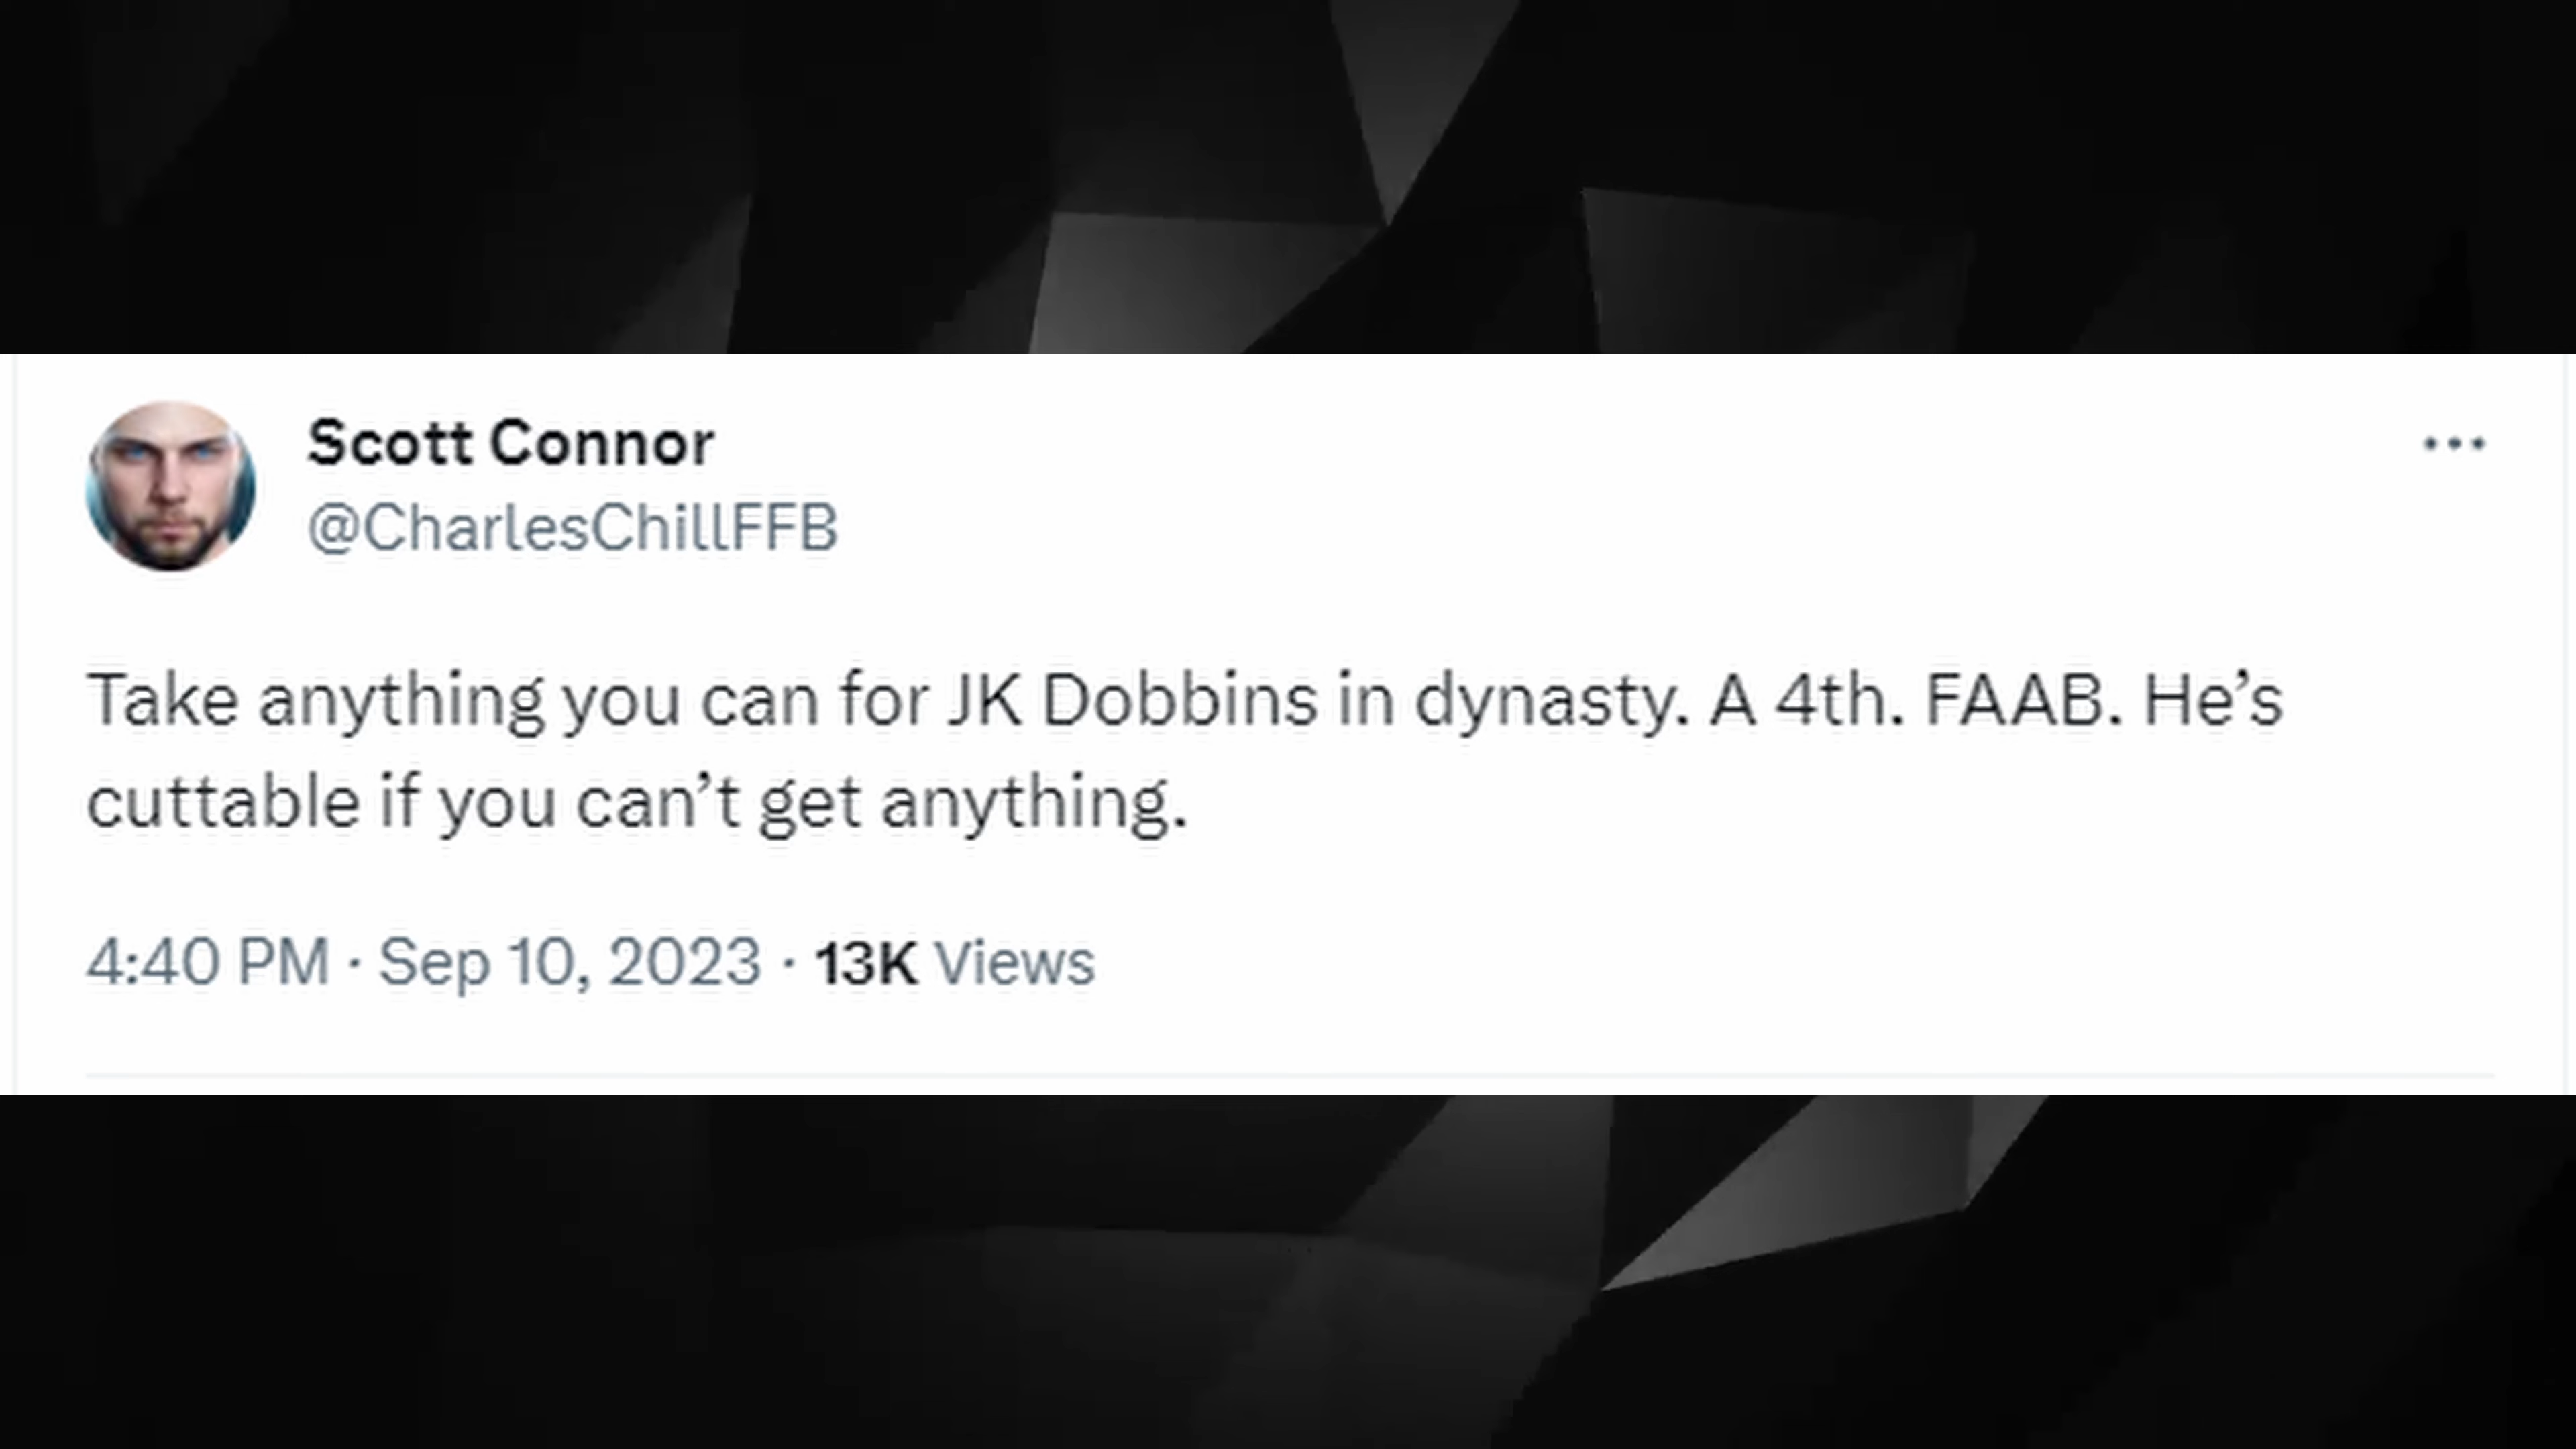 Scott Connor
@CharlesChillFFB
Take anything you can for JK Dobbins in dynasty. A 4th. FAAB. He’s
cuttable if you can’t get anything.
4:40 PM · Sep 10, 2023 · 13K Views